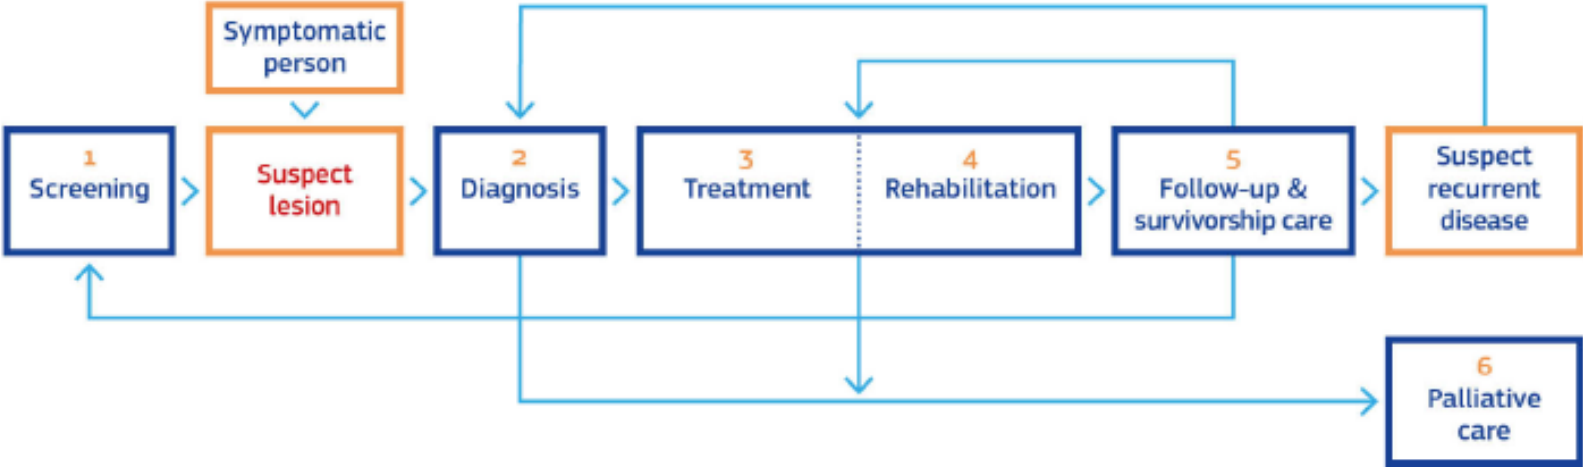 Symptomatic
person
1
Screening
Suspect
lesion
2
Diagnosis
3
Treatment
4
Rehabilitation
5
Follow-up &
survivorship care
Suspect
recurrent
disease
6
Palliative
care